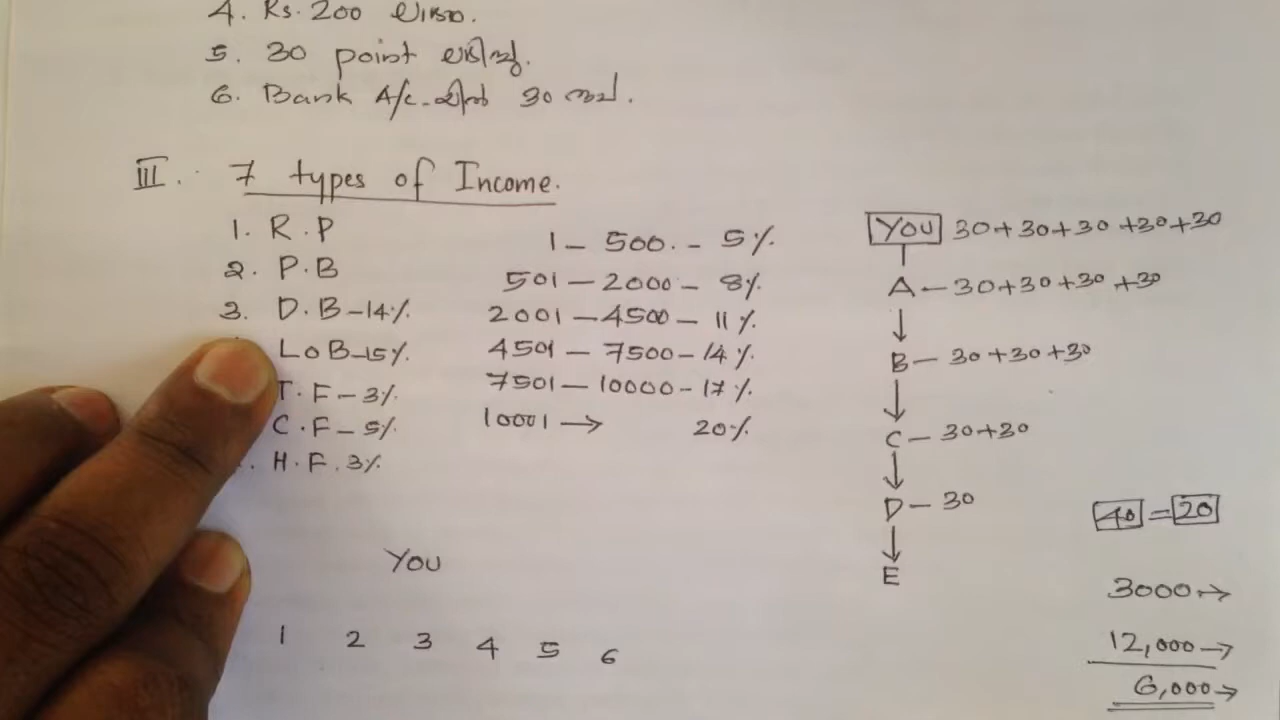 4. Rs. 200
5. 30 point
6. Bank A/c-യിൽ 30
III. 7 types of Income.
1. R.P
2. P.B
3. D.B-14%
L o B-15%
T.F-3%
C.F-5%
H.F. 3%
1-500.-5%
501-2000-8%
2001-4500-11%
4501-7500-14%
7501-10000-17%
10001 → 20%
YOU 30+30+30+30+30
A-30+30+30+30
↓
B-30+30+30
↓
C-30+30
↓
D-30
↓
E
40 = 20
3000 →
12,000 →
6,000 →
YOU
1 2 3 4 5 6